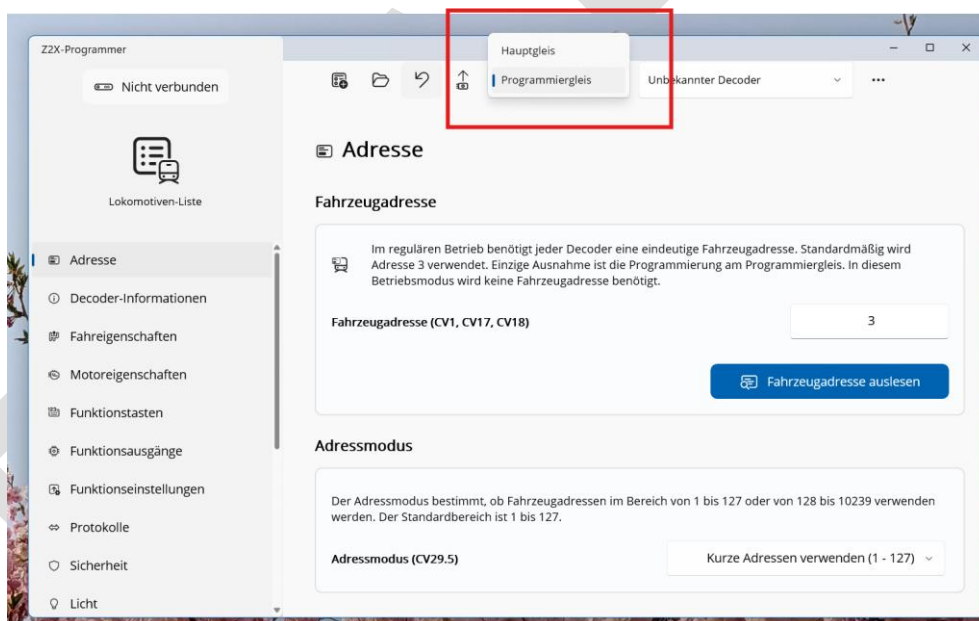 Z2X-Programmer
Nicht verbunden
Hauptgleis
Programmiergleis
Unbekannter Decoder
Lokomotiven-Liste
Adresse
Decoder-Informationen
Fahreigenschaften
Motoreigenschaften
Funktionstasten
Funktionsausgänge
Funktionseinstellungen
Protokolle
Sicherheit
Licht
Adresse
Fahrzeugadresse
Im regulären Betrieb benötigt jeder Decoder eine eindeutige Fahrzeugadresse. Standardmäßig wird
Adresse 3 verwendet. Einzige Ausnahme ist die Programmierung am Programmiergleis. In diesem
Betriebsmodus wird keine Fahrzeugadresse benötigt.
Fahrzeugadresse (CV1, CV17, CV18)
3
Fahrzeugadresse auslesen
Adressmodus
Der Adressmodus bestimmt, ob Fahrzeugadressen im Bereich von 1 bis 127 oder von 128 bis 10239 verwenden
werden. Der Standardbereich ist 1 bis 127.
Adressmodus (CV29.5)
Kurze Adressen verwenden (1 - 127)